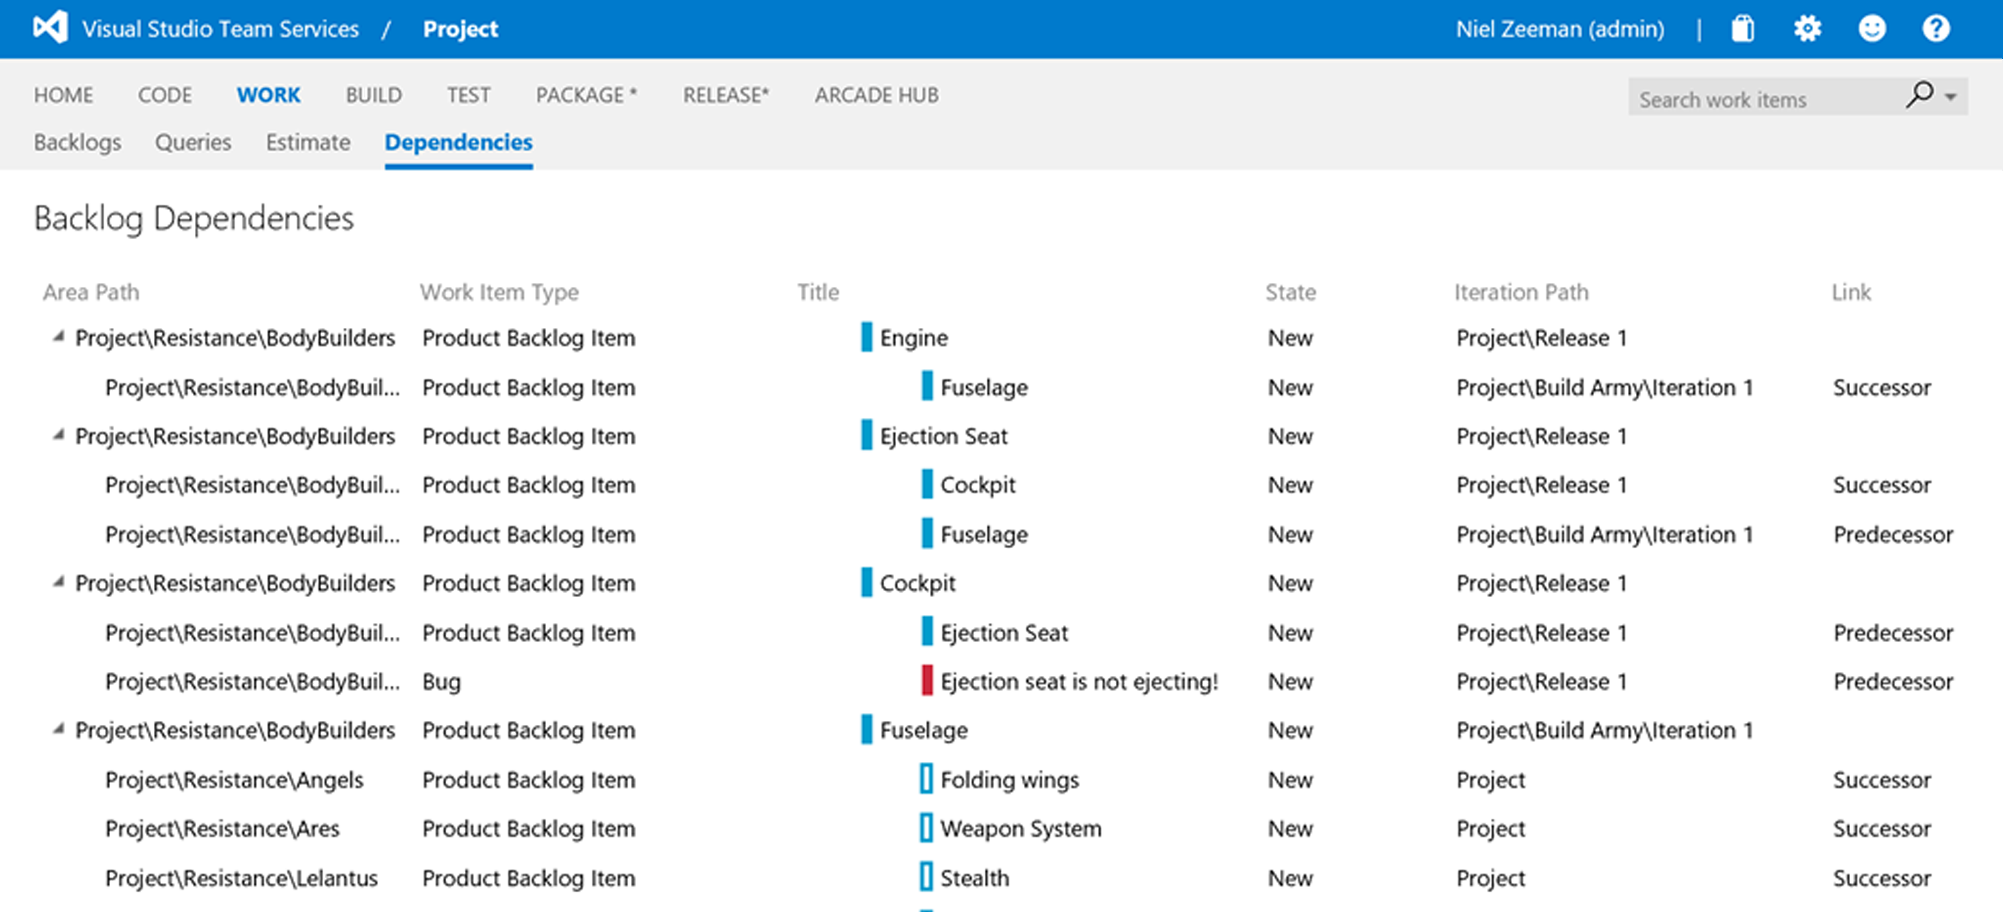 Visual Studio Team Services / Project Niel Zeeman (admin) |
HOME CODE WORK BUILD TEST PACKAGE * RELEASE* ARCADE HUB Search work items
Backlogs Queries Estimate Dependencies
Backlog Dependencies
Area Path Work Item Type Title State Iteration Path Link
Project\Resistance\BodyBuilders Product Backlog Item Engine New Project\Release 1
Project\Resistance\BodyBuil... Product Backlog Item Fuselage New Project\Build Army\Iteration 1 Successor
Project\Resistance\BodyBuilders Product Backlog Item Ejection Seat New Project\Release 1
Project\Resistance\BodyBuil... Product Backlog Item Cockpit New Project\Release 1 Successor
Project\Resistance\BodyBuil... Product Backlog Item Fuselage New Project\Build Army\Iteration 1 Predecessor
Project\Resistance\BodyBuilders Product Backlog Item Cockpit New Project\Release 1
Project\Resistance\BodyBuil... Product Backlog Item Ejection Seat New Project\Release 1 Predecessor
Project\Resistance\BodyBuil... Bug Ejection seat is not ejecting! New Project\Release 1 Predecessor
Project\Resistance\BodyBuilders Product Backlog Item Fuselage New Project\Build Army\Iteration 1
Project\Resistance\Angels Product Backlog Item Folding wings New Project Successor
Project\Resistance\Ares Product Backlog Item Weapon System New Project Successor
Project\Resistance\Lelantus Product Backlog Item Stealth New Project Successor